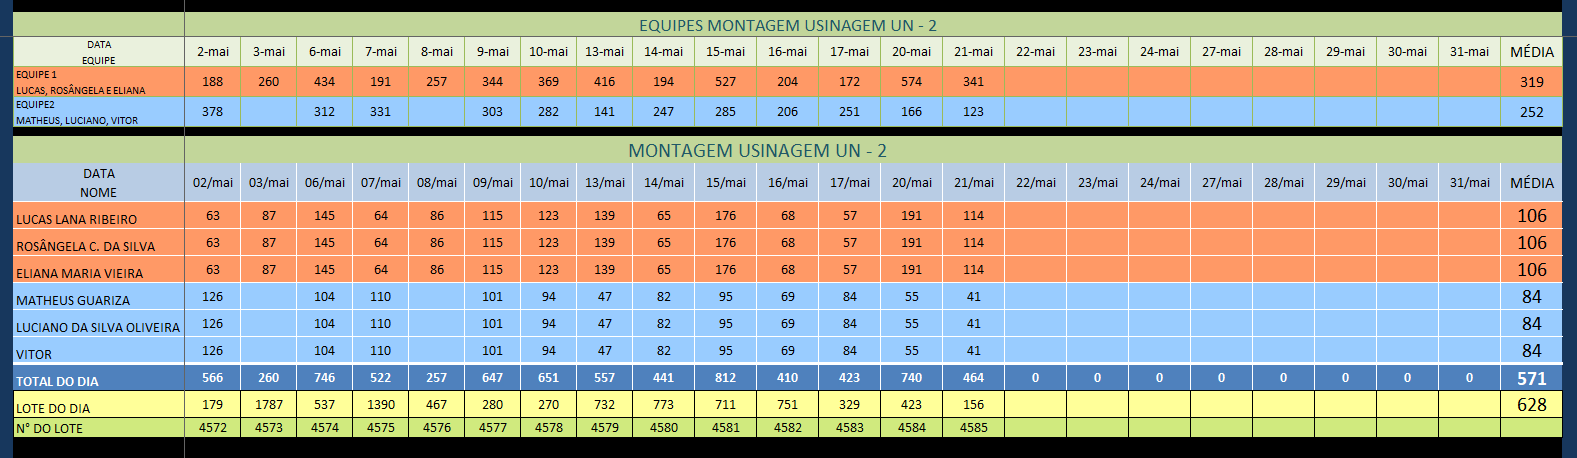 EQUIPES MONTAGEM USINAGEM UN - 2
DATA
EQUIPE
2-mai 3-mai 6-mai 7-mai 8-mai 9-mai 10-mai 13-mai 14-mai 15-mai 16-mai 17-mai 20-mai 21-mai 22-mai 23-mai 24-mai 27-mai 28-mai 29-mai 30-mai 31-mai MÉDIA
EQUIPE 1
LUCAS, ROSÂNGELA E ELIANA
188 260 434 191 257 344 369 416 194 527 204 172 574 341 319
EQUIPE2
MATHEUS, LUCIANO, VITOR
378 312 331 303 282 141 247 285 206 251 166 123 252
MONTAGEM USINAGEM UN - 2
DATA
NOME
02/mai 03/mai 06/mai 07/mai 08/mai 09/mai 10/mai 13/mai 14/mai 15/mai 16/mai 17/mai 20/mai 21/mai 22/mai 23/mai 24/mai 27/mai 28/mai 29/mai 30/mai 31/mai MÉDIA
LUCAS LANA RIBEIRO 63 87 145 64 86 115 123 139 65 176 68 57 191 114 106
ROSÂNGELA C. DA SILVA 63 87 145 64 86 115 123 139 65 176 68 57 191 114 106
ELIANA MARIA VIEIRA 63 87 145 64 86 115 123 139 65 176 68 57 191 114 106
MATHEUS GUARIZA 126 104 110 101 94 47 82 95 69 84 55 41 84
LUCIANO DA SILVA OLIVEIRA 126 104 110 101 94 47 82 95 69 84 55 41 84
VITOR 126 104 110 101 94 47 82 95 69 84 55 41 84
TOTAL DO DIA 566 260 746 522 257 647 651 557 441 812 410 423 740 464 0 0 0 0 0 0 0 0 571
LOTE DO DIA 179 1787 537 1390 467 280 270 732 773 711 751 329 423 156 628
N° DO LOTE 4572 4573 4574 4575 4576 4577 4578 4579 4580 4581 4582 4583 4584 4585